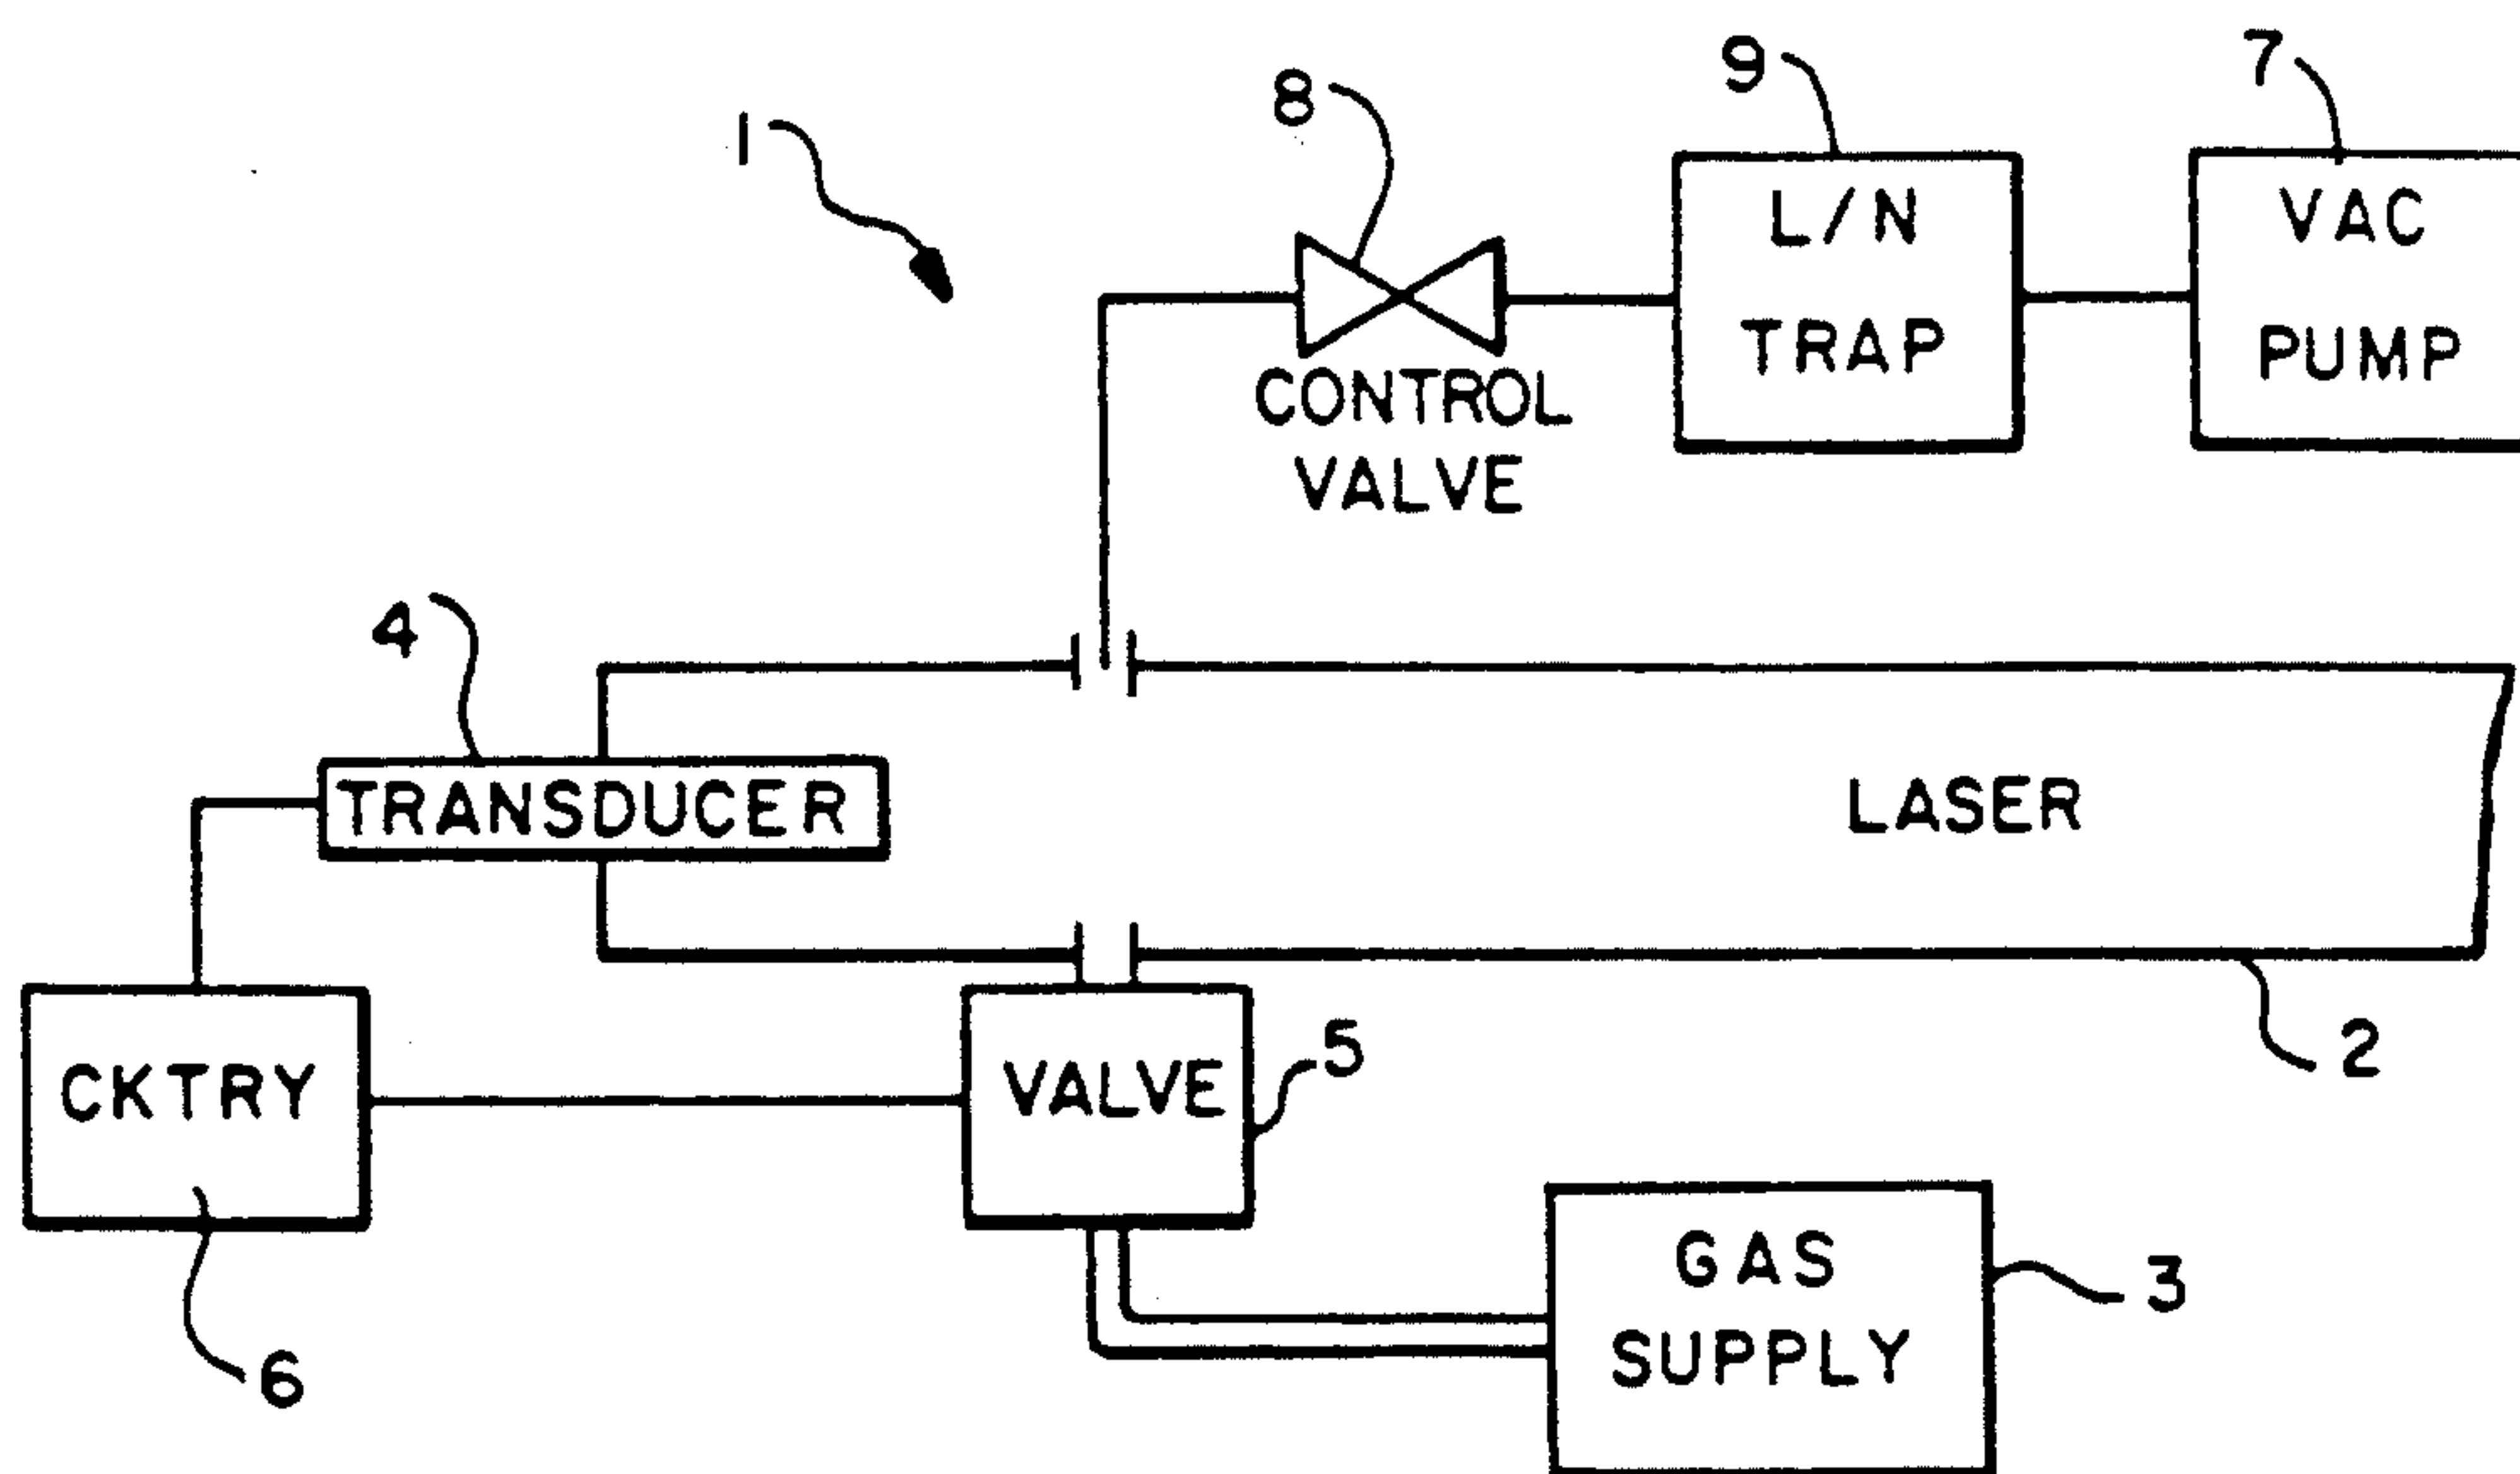 1
8
9
7
L/N
TRAP
VAC
PUMP
CONTROL
VALVE
4
TRANSDUCER
LASER
CKTRY
VALVE
5
2
GAS
SUPPLY
3
6